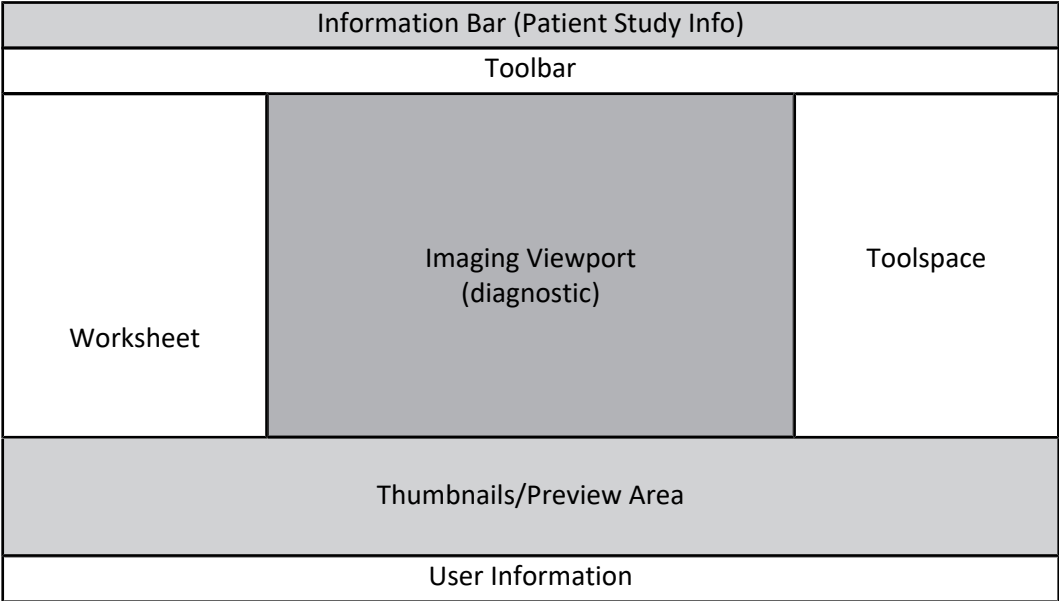 Information Bar (Patient Study Info)
Toolbar
Worksheet
Imaging Viewport
(diagnostic)
Toolspace
Thumbnails/Preview Area
User Information